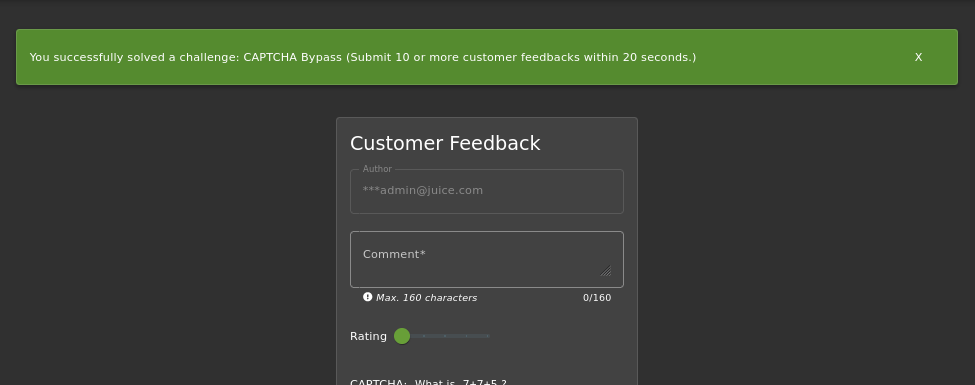 You successfully solved a challenge: CAPTCHA Bypass (Submit 10 or more customer feedbacks within 20 seconds.)
X
Customer Feedback
Author
***admin@juice.com
Comment*
Max. 160 characters
0/160
Rating
CAPTCHA: What is 7+7+5 ?